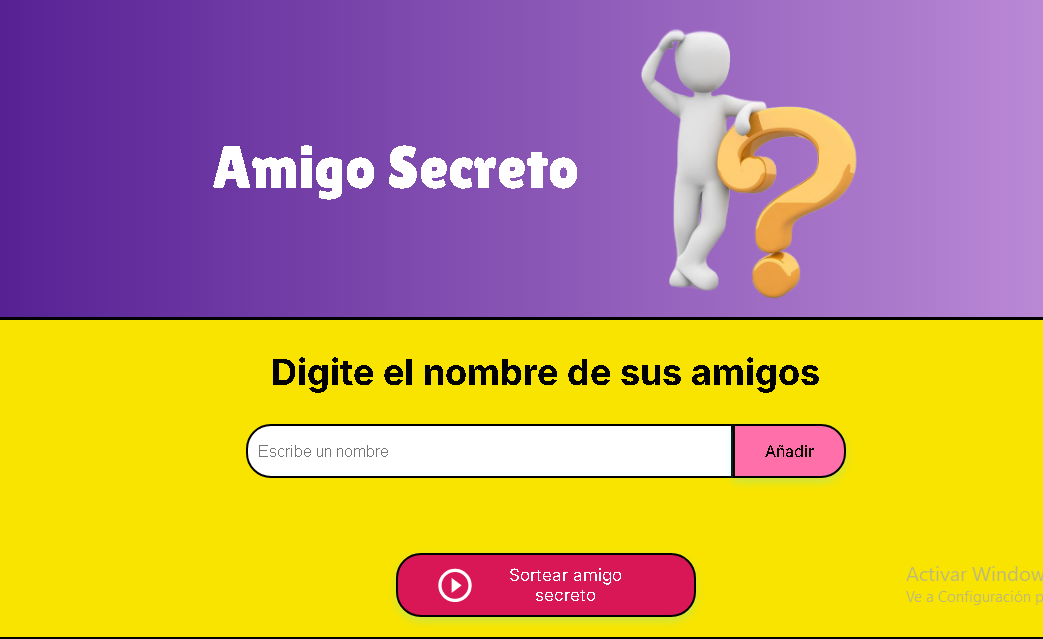 Amigo Secreto
Digite el nombre de sus amigos
Escribe un nombre
Añadir
Sortear amigo
secreto
Activar Window
Ve a Configuración p